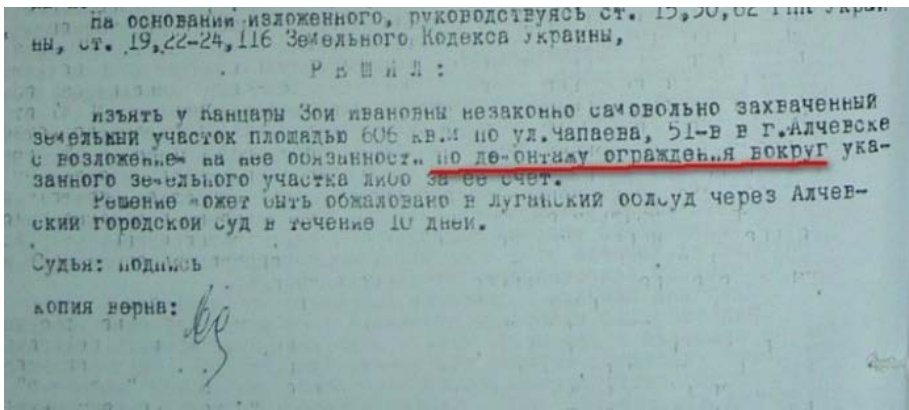 На основании изложенного, руководствуясь ст. 15,30,62 ГПК Украи-
ны, ст. 19,22-24,116 Земельного Кодекса Украины,
РЕШИЛ:
Изъять у Канцары Зои Ивановны незаконно самовольно захваченный
земельный участок площадью 606 кв.м по ул.Чапаева, 51-в в г.Алчевске
с возложением на нее обязанности по демонтажу ограждения вокруг ука-
занного земельного участка либо за ее счет.
Решение может быть обжаловано в Луганский облсуд через Алчев-
ский городской суд в течение 10 дней.
Судья: подпись
копия верна: